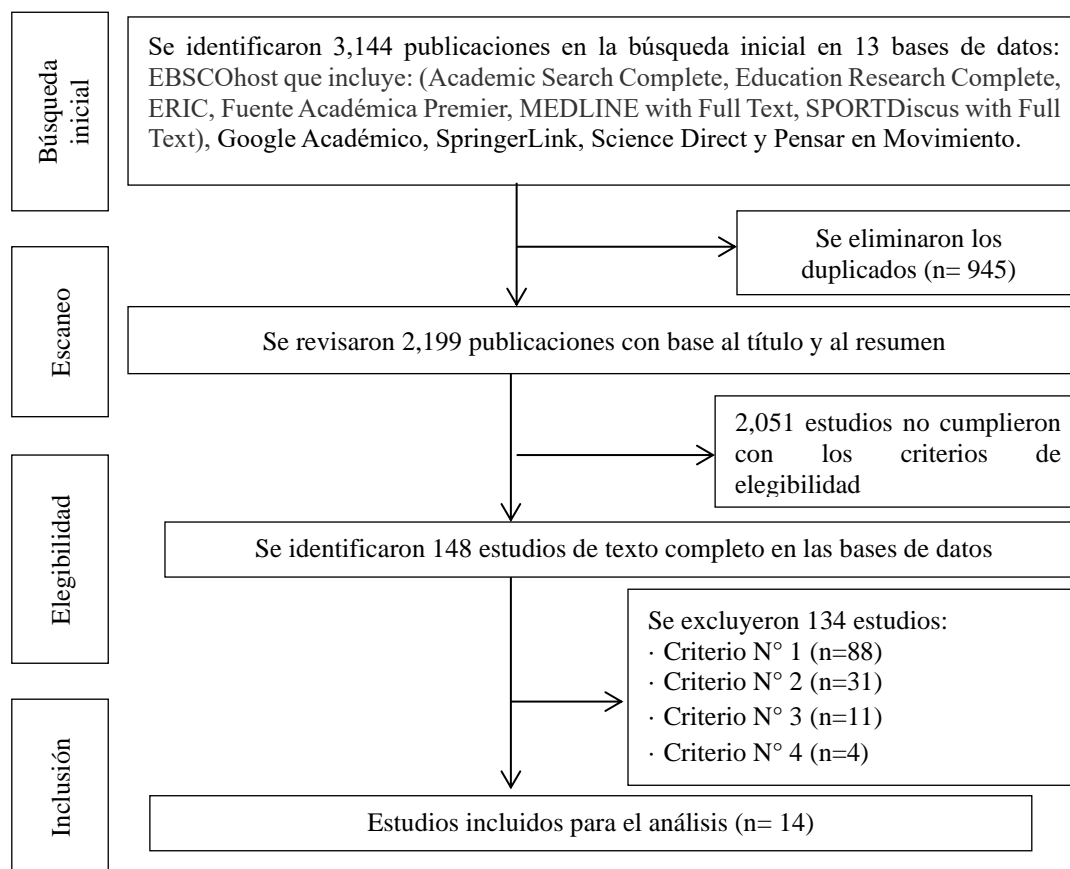 Búsqueda
inicial
Se identificaron 3,144 publicaciones en la búsqueda inicial en 13 bases de datos:
EBSCOhost que incluye: (Academic Search Complete, Education Research Complete,
ERIC, Fuente Académica Premier, MEDLINE with Full Text, SPORTDiscus with Full
Text), Google Académico, SpringerLink, Science Direct y Pensar en Movimiento.
Se eliminaron los
duplicados (n= 945)
Escaneo
Se revisaron 2,199 publicaciones con base al título y al resumen
2,051 estudios no cumplieron
con los criterios de
elegibilidad
Elegibilidad
Se identificaron 148 estudios de texto completo en las bases de datos
Se excluyeron 134 estudios:
· Criterio N° 1 (n=88)
· Criterio N° 2 (n=31)
· Criterio N° 3 (n=11)
· Criterio N° 4 (n=4)
Inclusión
Estudios incluidos para el análisis (n= 14)